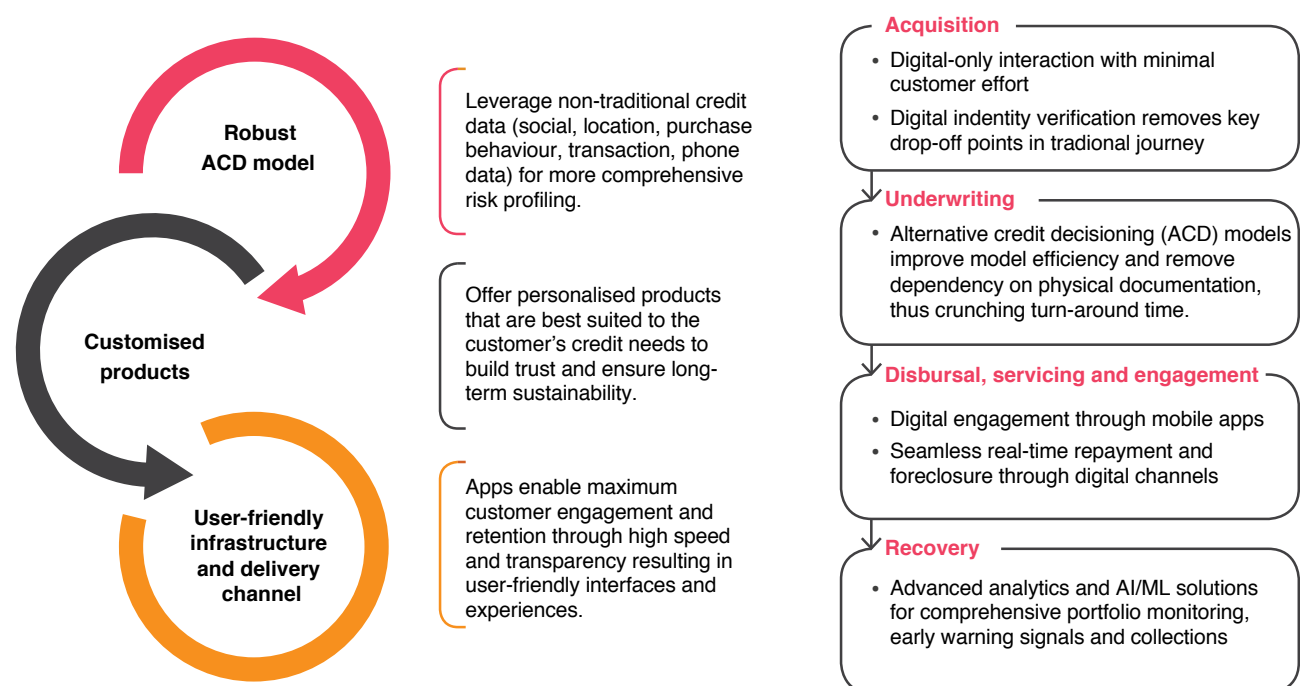 Robust
ACD model
Leverage non-traditional credit
data (social, location, purchase
behaviour, transaction, phone
data) for more comprehensive
risk profiling.
Customised
products
Offer personalised products
that are best suited to the
customer’s credit needs to
build trust and ensure long-
term sustainability.
User-friendly
infrastructure
and delivery
channel
Apps enable maximum
customer engagement and
retention through high speed
and transparency resulting in
user-friendly interfaces and
experiences.
Acquisition
• Digital-only interaction with minimal
customer effort
• Digital indentity verification removes key
drop-off points in tradional journey
Underwriting
• Alternative credit decisioning (ACD) models
improve model efficiency and remove
dependency on physical documentation,
thus crunching turn-around time.
Disbursal, servicing and engagement
• Digital engagement through mobile apps
• Seamless real-time repayment and
foreclosure through digital channels
Recovery
• Advanced analytics and AI/ML solutions
for comprehensive portfolio monitoring,
early warning signals and collections